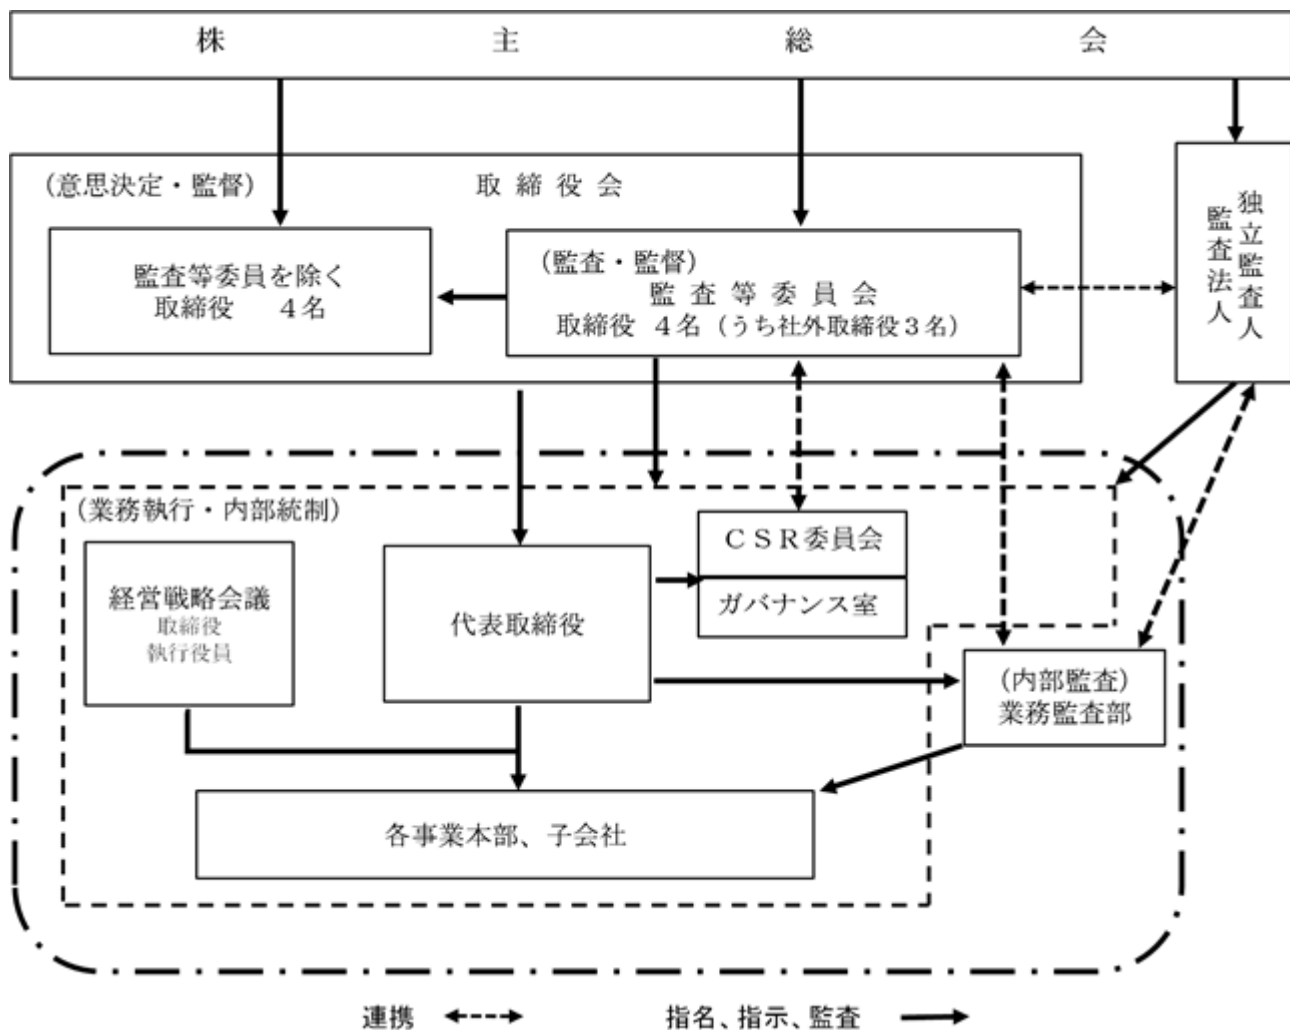 株主総会
(意思決定・監督)
取締役会
監査等委員を除く
取締役 ４名
(監査・監督)
監査等委員会
取締役 ４名（うち社外取締役３名）
独立監査人
監査法人
(業務執行・内部統制)
経営戦略会議
取締役
執行役員
代表取締役
ＣＳＲ委員会
ガバナンス室
(内部監査)
業務監査部
各事業本部、子会社
連携
指名、指示、監査